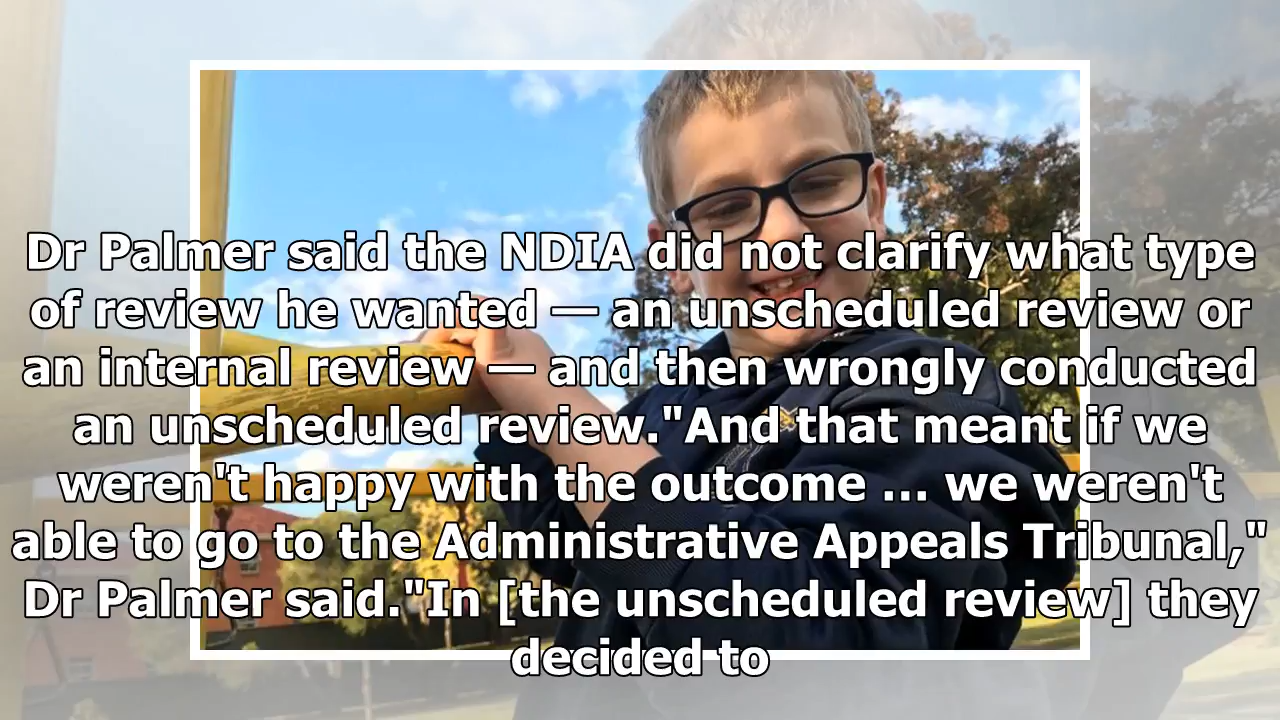 Dr Palmer said the NDIA did not clarify what type
of review he wanted — an unscheduled review or
an internal review — and then wrongly conducted
an unscheduled review."And that meant if we
weren't happy with the outcome ... we weren't
able to go to the Administrative Appeals Tribunal,"
Dr Palmer said."In [the unscheduled review] they
decided to